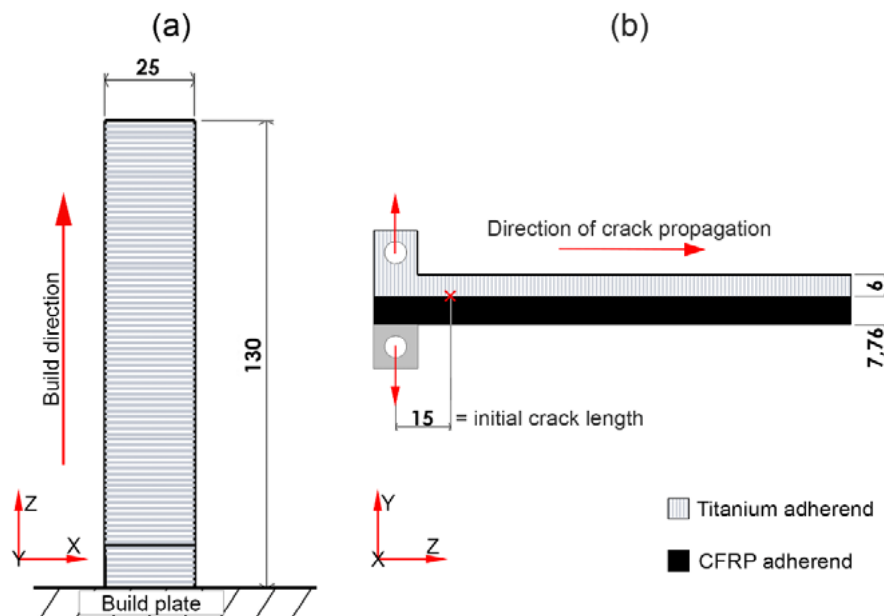 (a)
25
Build direction
130
Z
Y
X
Build plate
(b)
Direction of crack propagation
6
7,76
15 = initial crack length
Y
X
Z
Titanium adherend
CFRP adherend